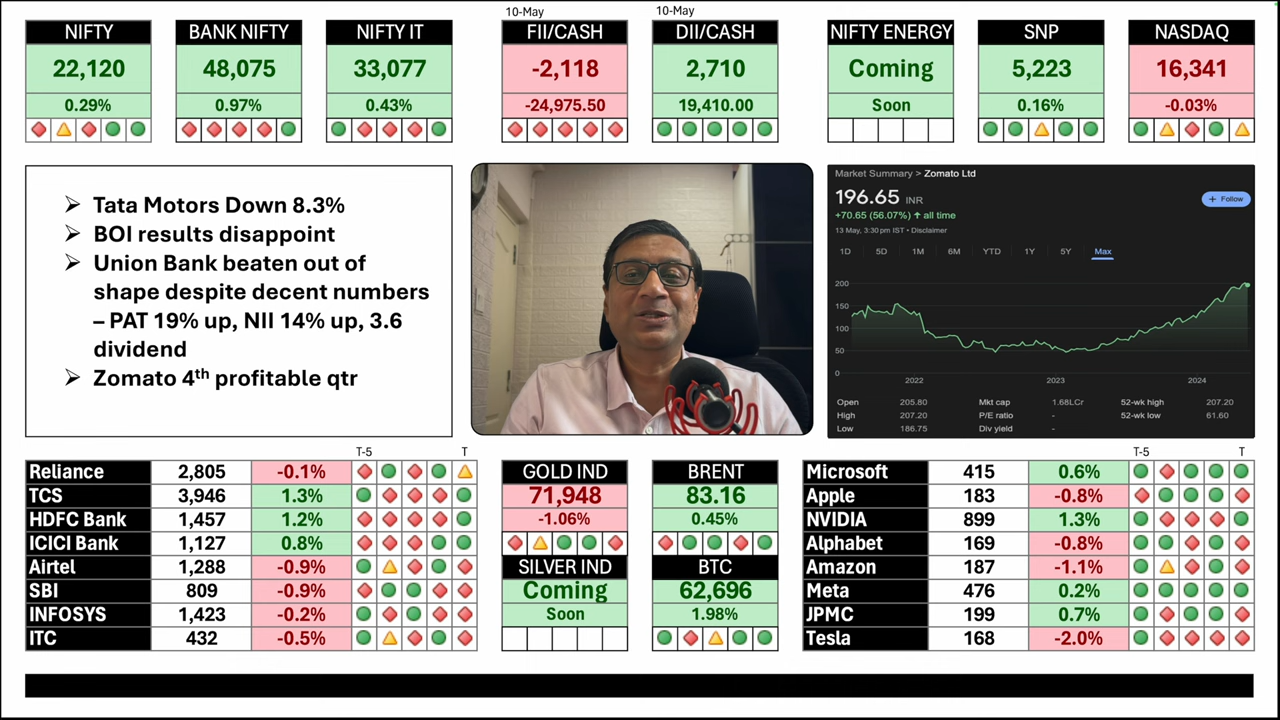 10-May
10-May
NIFTY
BANK NIFTY
NIFTY IT
FII/CASH
DII/CASH
NIFTY ENERGY
SNP
NASDAQ
22,120
48,075
33,077
-2,118
2,710
Coming
5,223
16,341
0.29%
0.97%
0.43%
-24,975.50
19,410.00
Soon
0.16%
-0.03%
➢ Tata Motors Down 8.3%
➢ BOI results disappoint
➢ Union Bank beaten out of
shape despite decent numbers
– PAT 19% up, NII 14% up, 3.6
dividend
➢ Zomato 4th profitable qtr
Market Summary > Zomato Ltd
196.65 INR
+ Follow
+70.65 (56.07%) ↑ all time
13 May, 3:30 pm IST • Disclaimer
1D 5D 1M 6M YTD 1Y 5Y Max
200
150
100
50
0
2022 2023 2024
Open 205.80 Mkt cap 1.68LCr 52-wk high 207.20
High 207.20 P/E ratio - 52-wk low 61.60
Low 186.75 Div yield -
T-5 T
Reliance 2,805 -0.1%
TCS 3,946 1.3%
HDFC Bank 1,457 1.2%
ICICI Bank 1,127 0.8%
Airtel 1,288 -0.9%
SBI 809 -0.9%
INFOSYS 1,423 -0.2%
ITC 432 -0.5%
GOLD IND
71,948
-1.06%
SILVER IND
Coming
Soon
BRENT
83.16
0.45%
BTC
62,696
1.98%
T-5 T
Microsoft 415 0.6%
Apple 183 -0.8%
NVIDIA 899 1.3%
Alphabet 169 -0.8%
Amazon 187 -1.1%
Meta 476 0.2%
JPMC 199 0.7%
Tesla 168 -2.0%